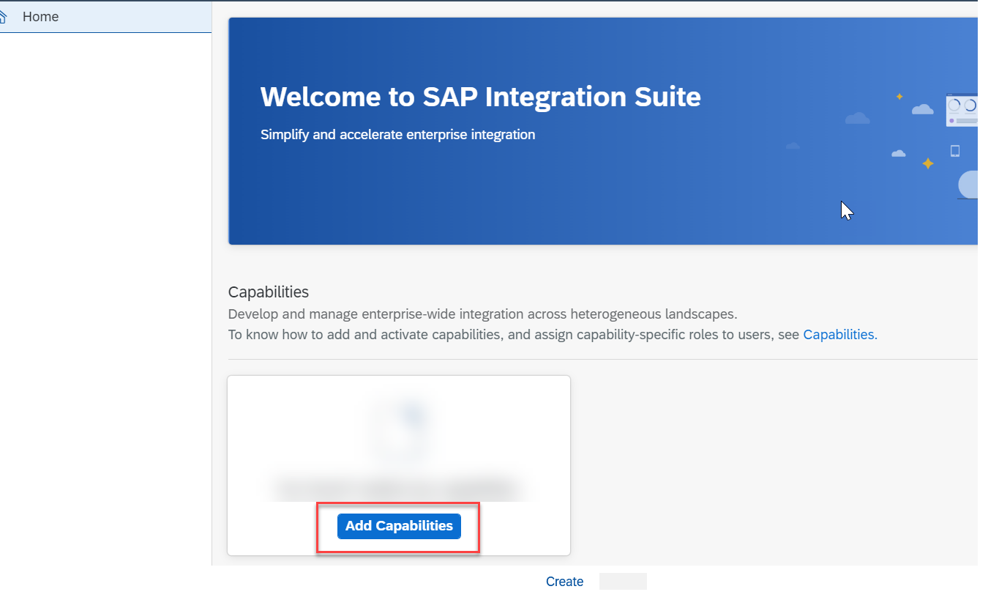 Home
Welcome to SAP Integration Suite
Simplify and accelerate enterprise integration
Capabilities
Develop and manage enterprise-wide integration across heterogeneous landscapes.
To know how to add and activate capabilities, and assign capability-specific roles to users, see Capabilities.
Add Capabilities
Create